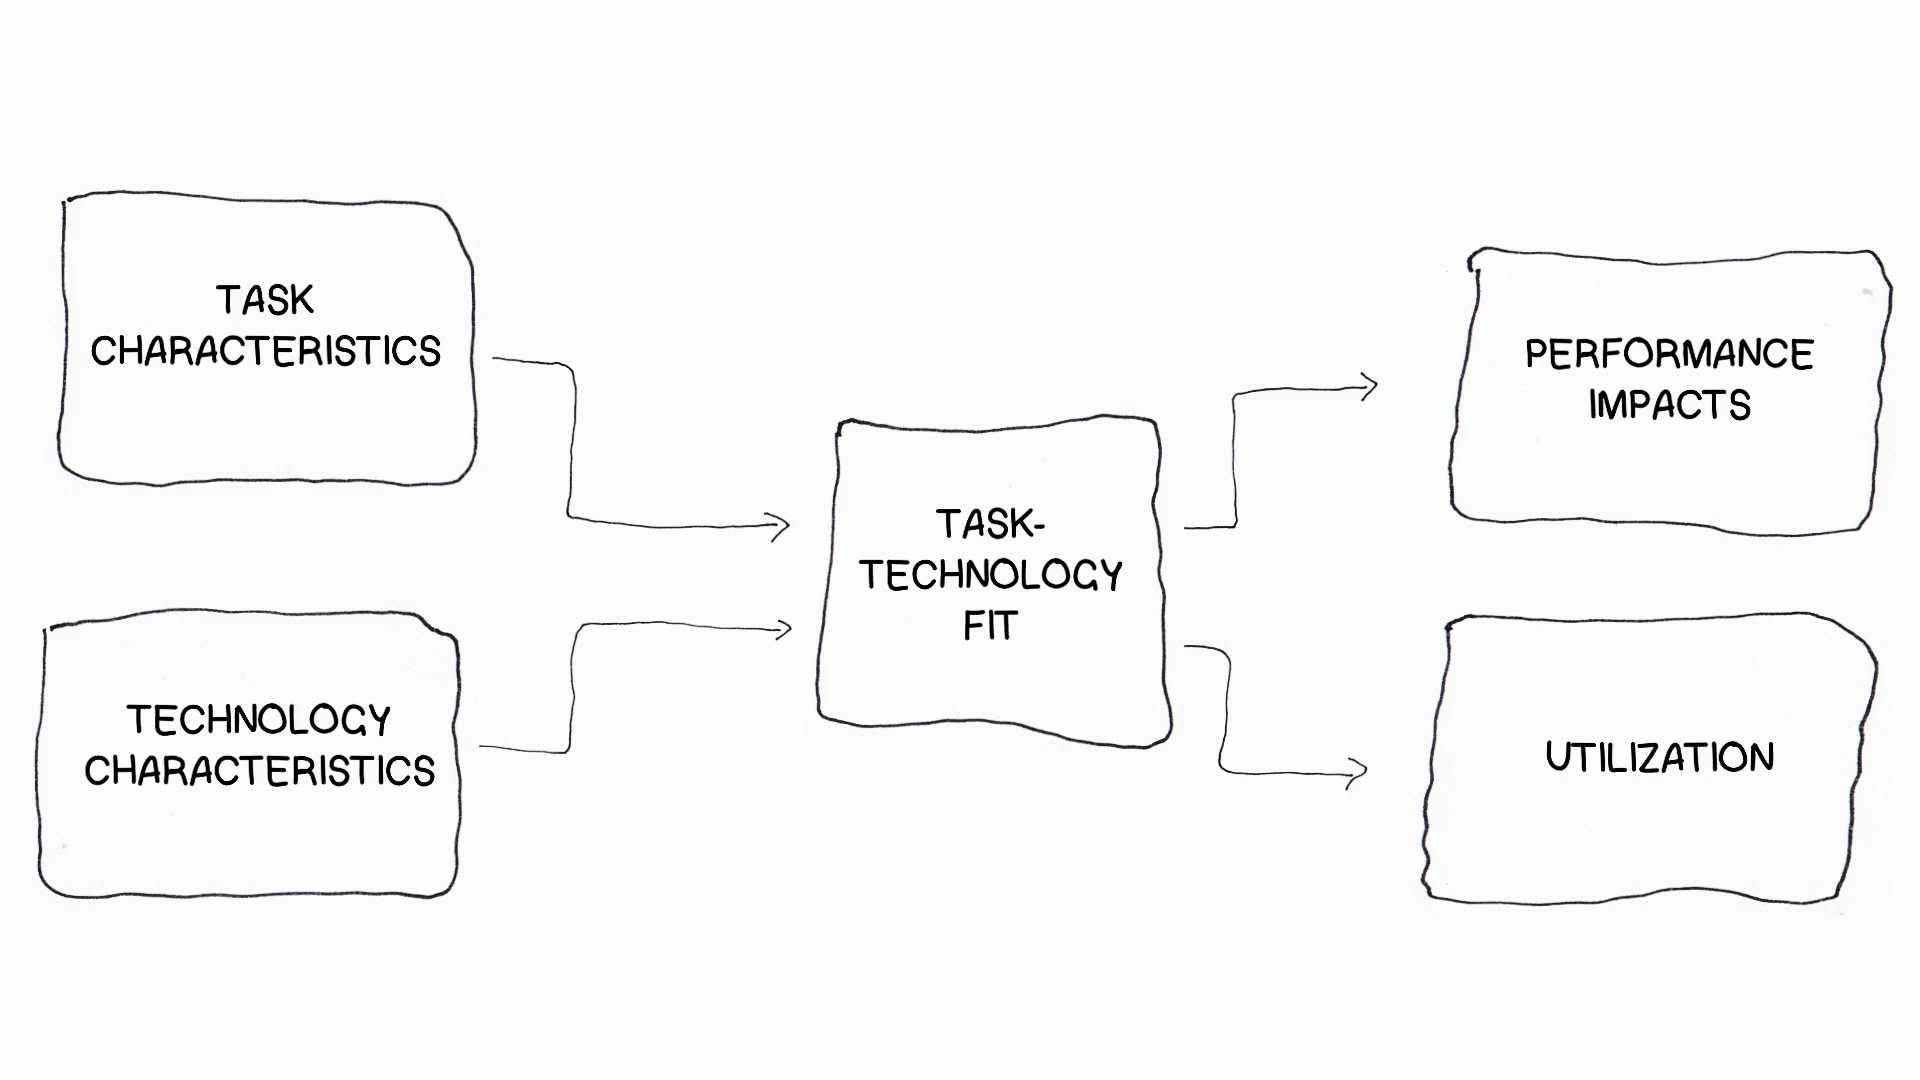 TASK
CHARACTERISTICS
TECHNOLOGY
CHARACTERISTICS
TASK-
TECHNOLOGY
FIT
PERFORMANCE
IMPACTS
UTILIZATION